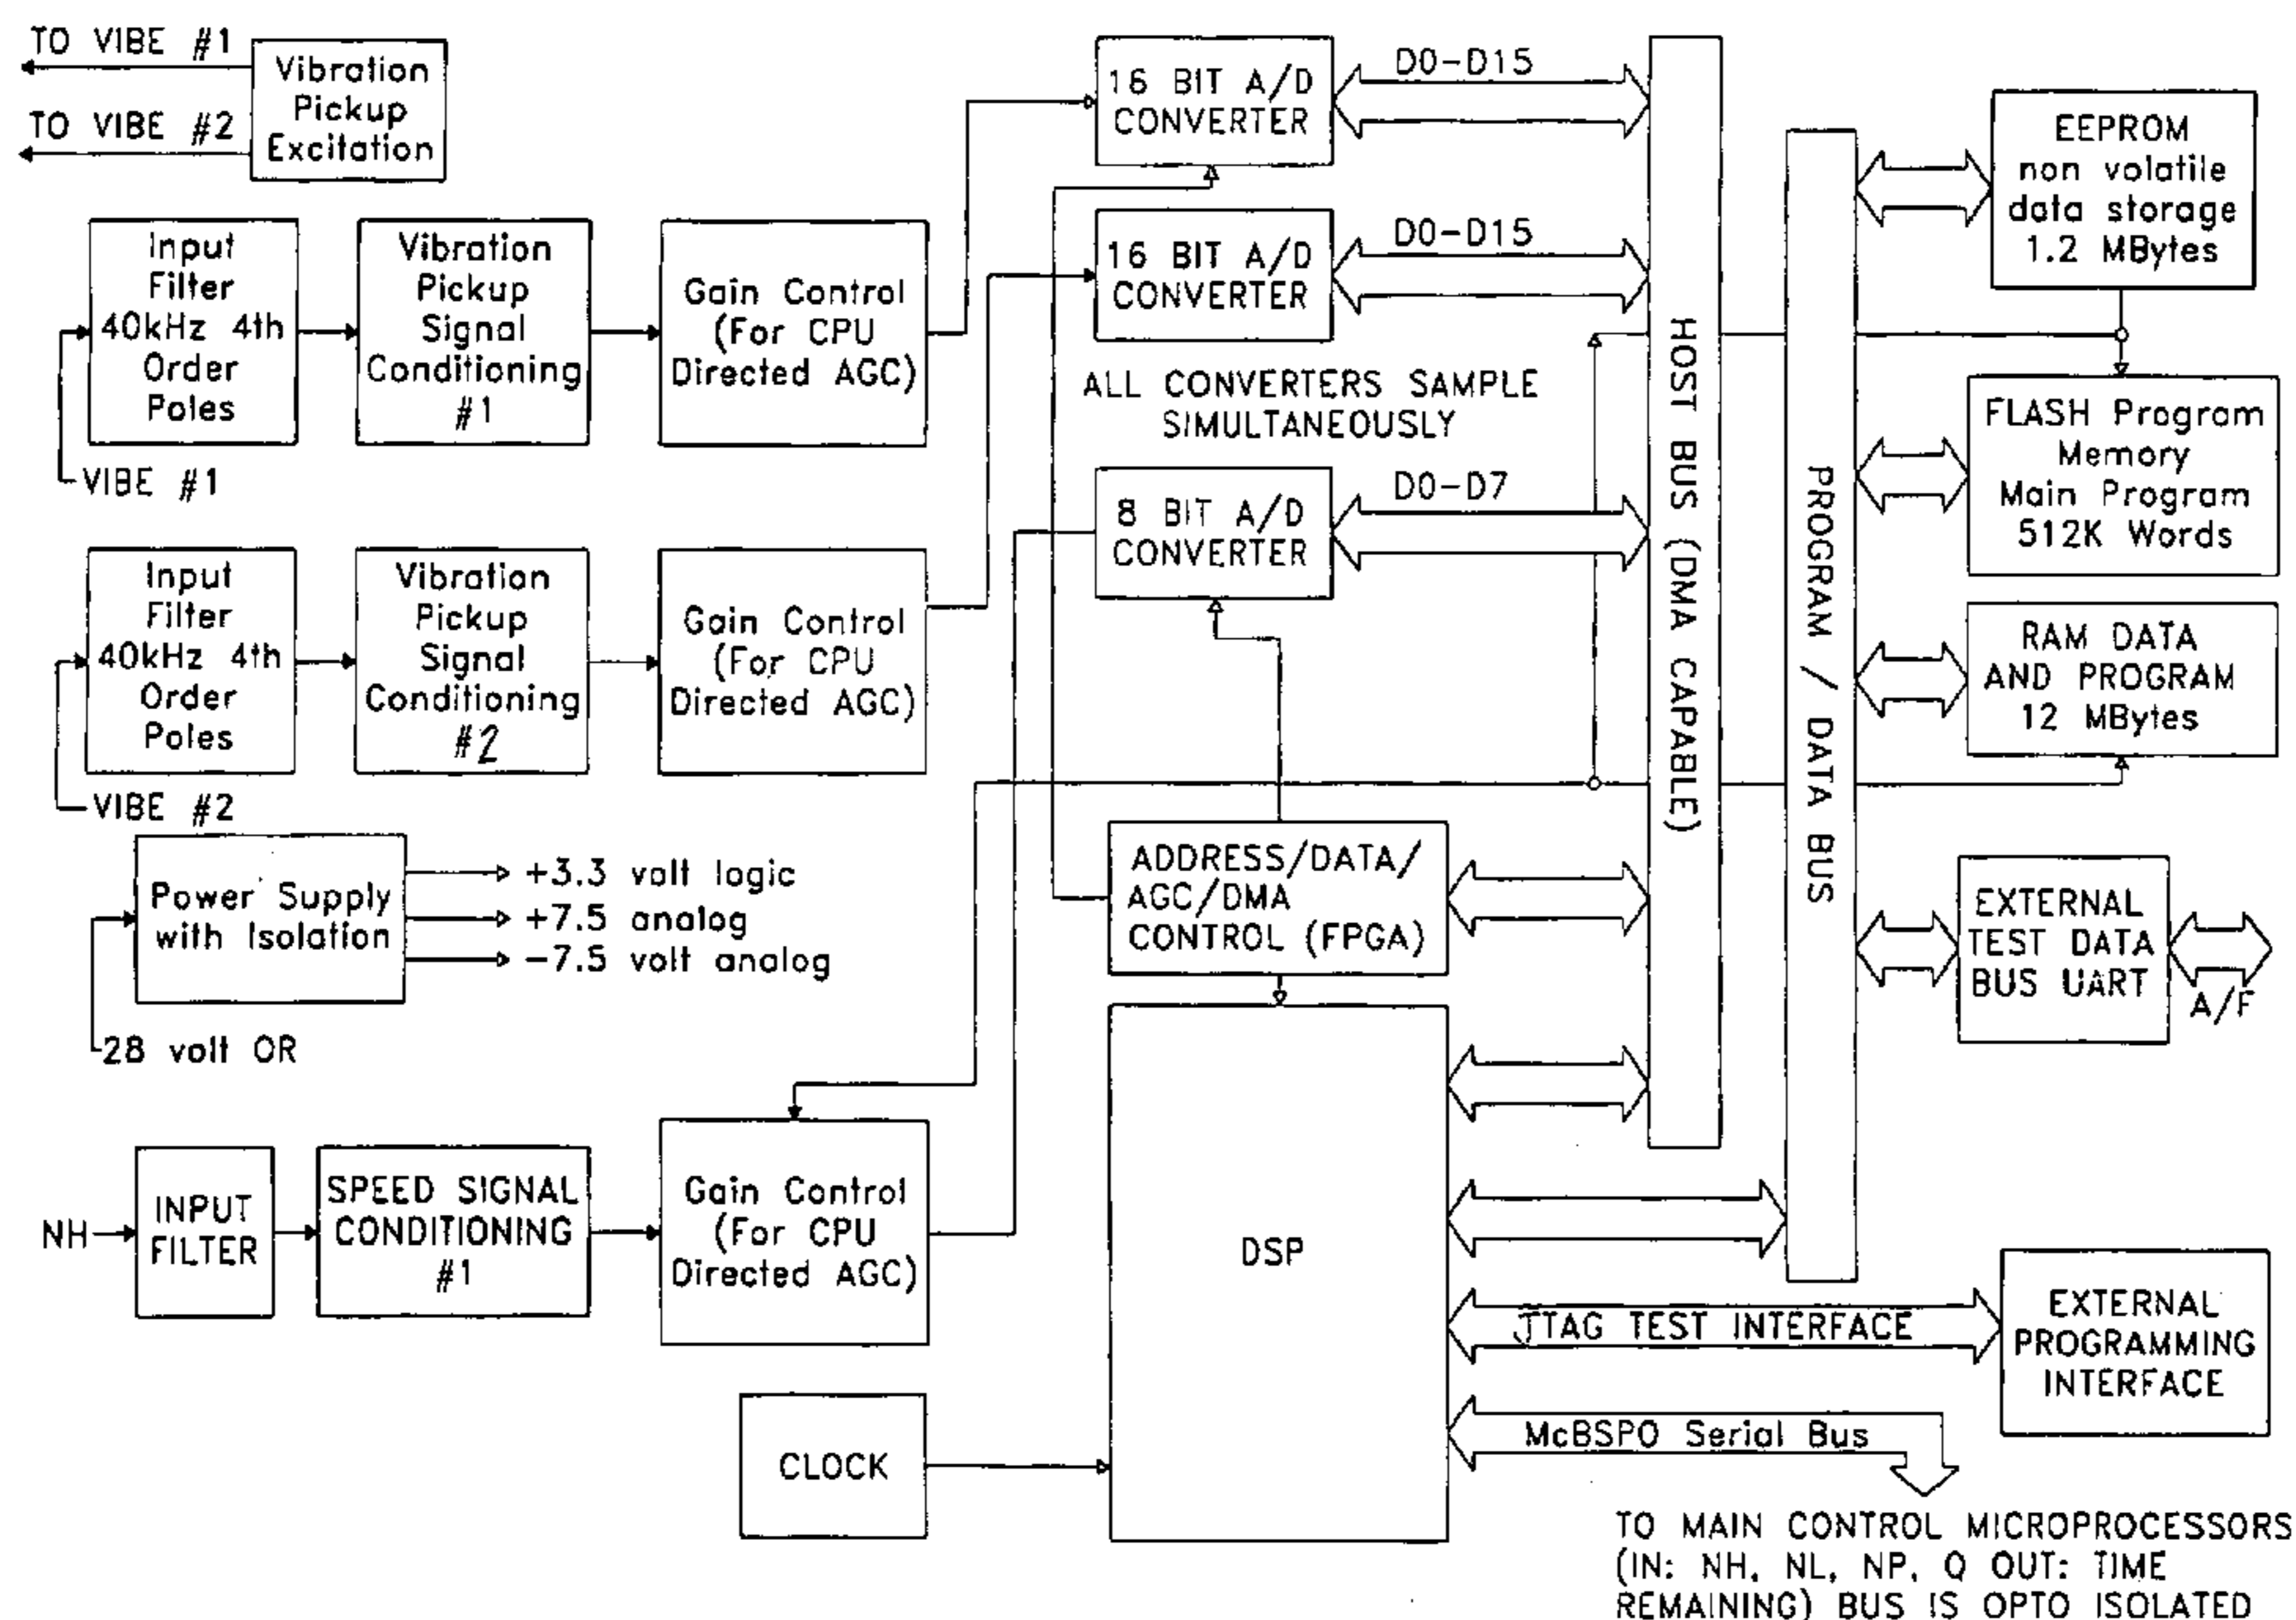 TO VIBE #1
TO VIBE #2
Vibration
Pickup
Excitation
Input
Filter
40kHz 4th
Order
Poles
VIBE #1
Vibration
Pickup
Signal
Conditioning
#1
Gain Control
(For CPU
Directed AGC)
16 BIT A/D
CONVERTER
D0-D15
16 BIT A/D
CONVERTER
D0-D15
ALL CONVERTERS SAMPLE
SIMULTANEOUSLY
8 BIT A/D
CONVERTER
D0-D7
Input
Filter
40kHz 4th
Order
Poles
VIBE #2
Vibration
Pickup
Signal
Conditioning
#2
Gain Control
(For CPU
Directed AGC)
HOST BUS (DMA CAPABLE)
PROGRAM / DATA BUS
EEPROM
non volatile
data storage
1.2 MBytes
FLASH Program
Memory
Main Program
512K Words
RAM DATA
AND PROGRAM
12 MBytes
EXTERNAL
TEST DATA
BUS UART
A/F
Power Supply
with Isolation
+3.3 volt logic
+7.5 analog
-7.5 volt analog
28 volt OR
ADDRESS/DATA/
AGC/DMA
CONTROL (FPGA)
NH
INPUT
FILTER
SPEED SIGNAL
CONDITIONING
#1
Gain Control
(For CPU
Directed AGC)
CLOCK
DSP
JTAG TEST INTERFACE
EXTERNAL
PROGRAMMING
INTERFACE
McBSPO Serial Bus
TO MAIN CONTROL MICROPROCESSORS
(IN: NH, NL, NP, Q OUT: TIME
REMAINING) BUS IS OPTO ISOLATED